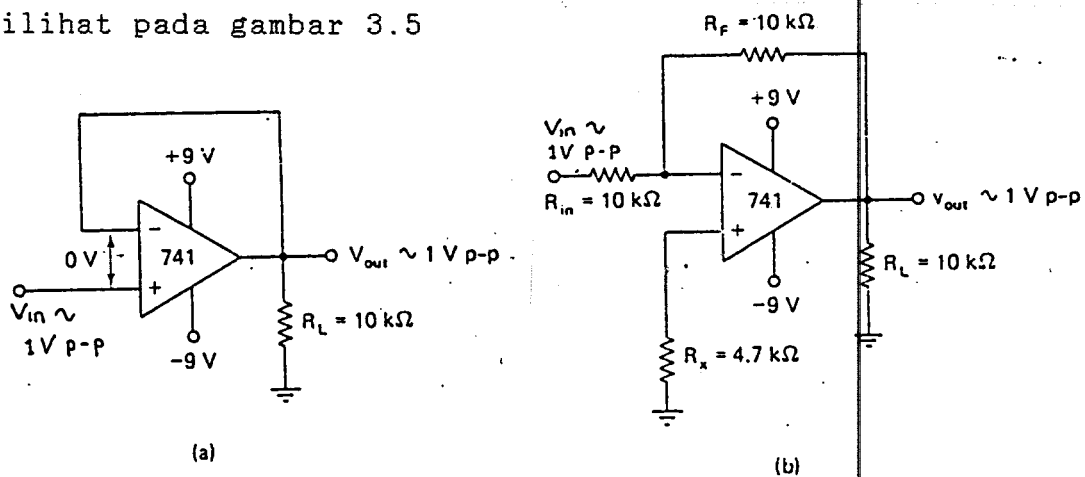 ilihat pada gambar 3.5
+9 V
0 V
−
741
+
V_in ~
1V p-p
−9 V
V_out ~ 1 V p-p
R_L = 10 kΩ
(a)
R_F = 10 kΩ
+9 V
V_in ~
1V p-p
R_in = 10 kΩ
−
741
+
−9 V
v_out ~ 1 V p-p
R_L = 10 kΩ
R_x = 4.7 kΩ
(b)